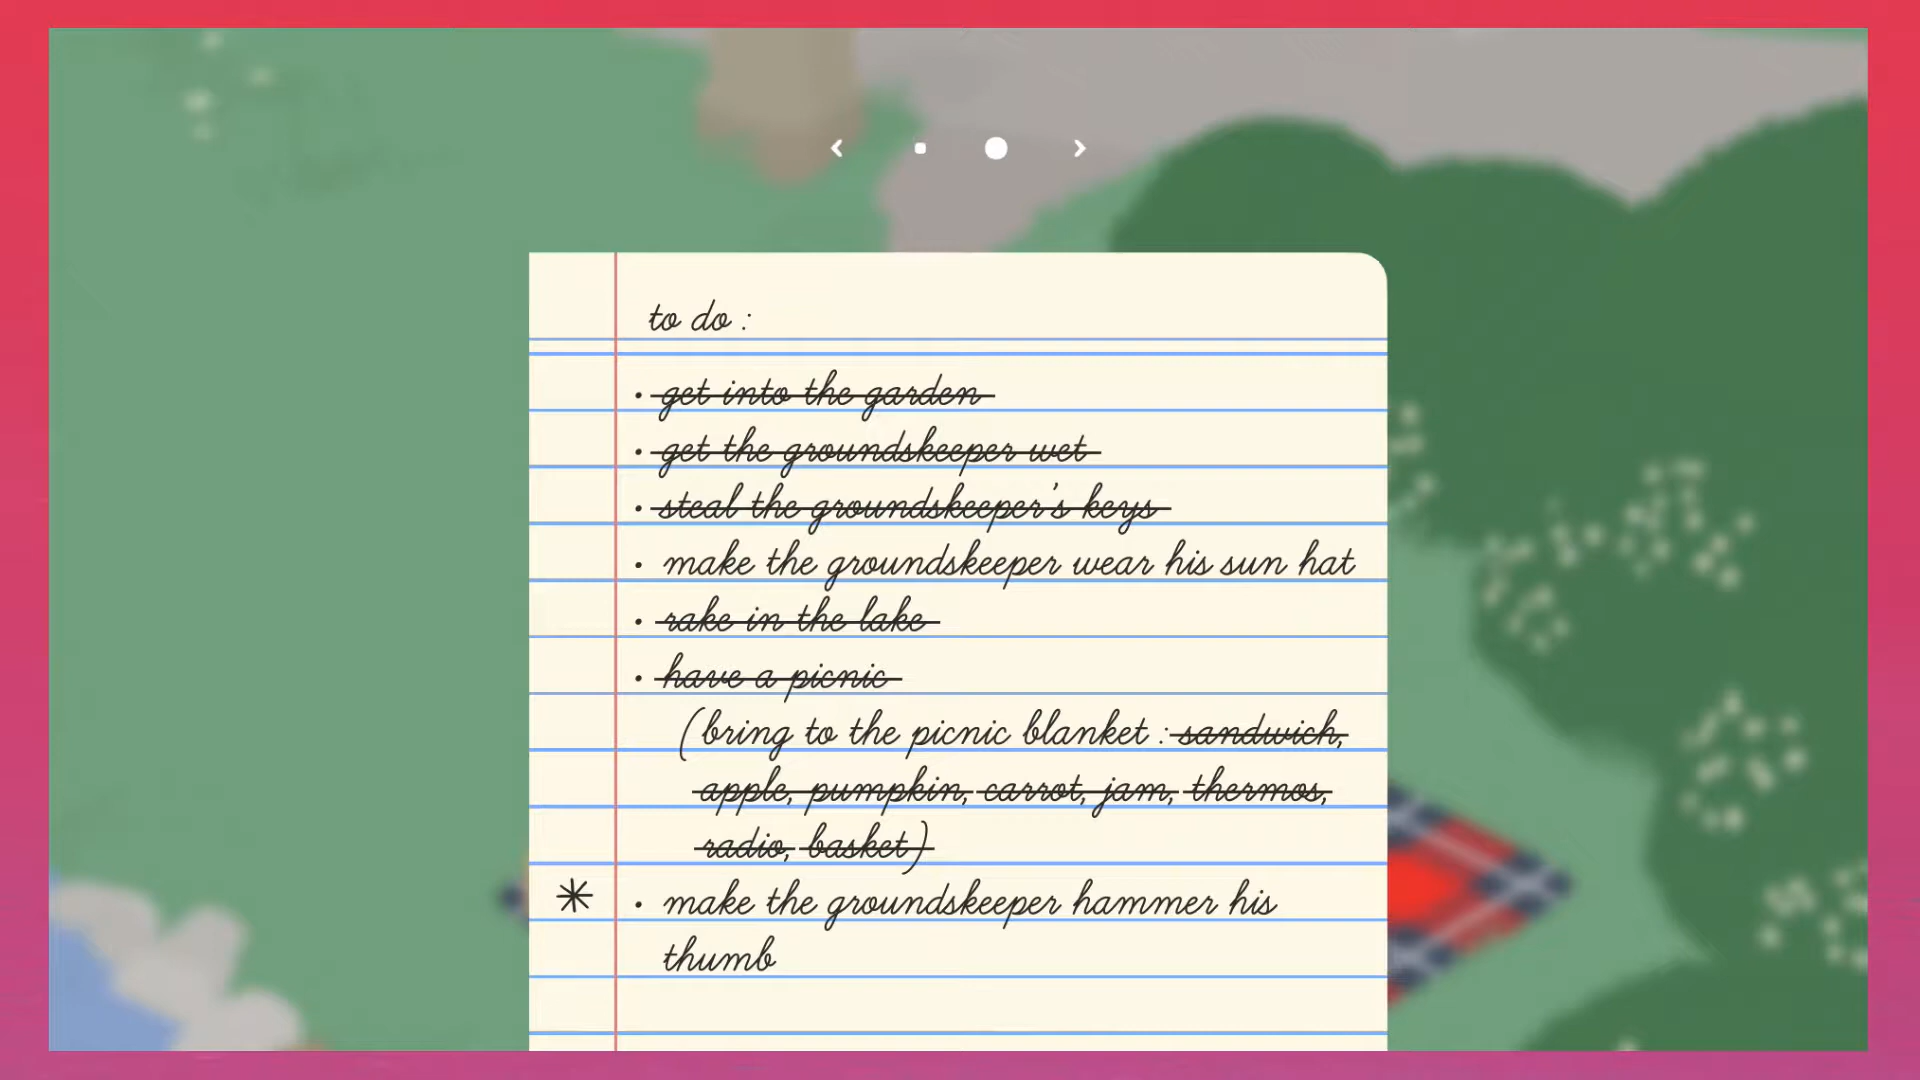 to do :
• get into the garden
• get the groundskeeper wet
• steal the groundskeeper's keys
• make the groundskeeper wear his sun hat
• rake in the lake
• have a picnic
(bring to the picnic blanket : sandwich,
apple, pumpkin, carrot, jam, thermos,
radio, basket)
• make the groundskeeper hammer his
thumb